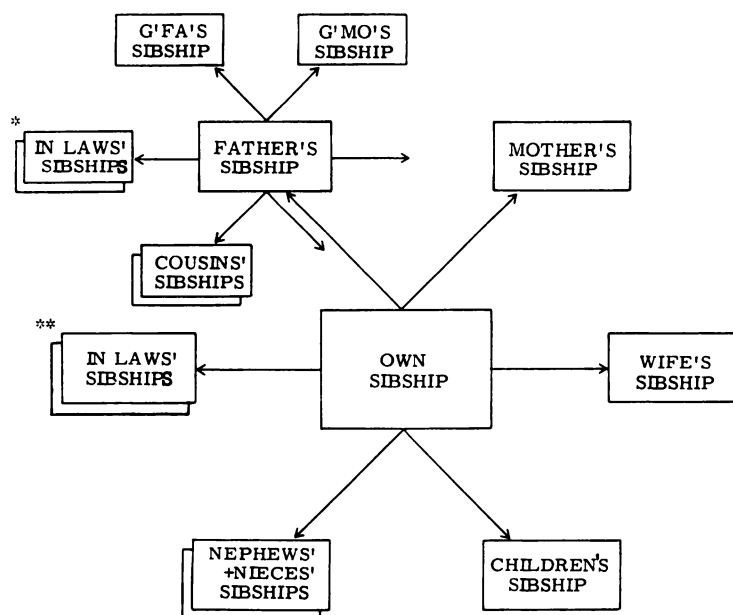 G'FA'S
SIBSHIP
G'MO'S
SIBSHIP
*
IN LAWS'
SIBSHIPS
FATHER'S
SIBSHIP
MOTHER'S
SIBSHIP
COUSINS'
SIBSHIPS
**
IN LAWS'
SIBSHIPS
OWN
SIBSHIP
WIFE'S
SIBSHIP
NEPHEWS'
+NIECES'
SIBSHIPS
CHILDREN'S
SIBSHIP